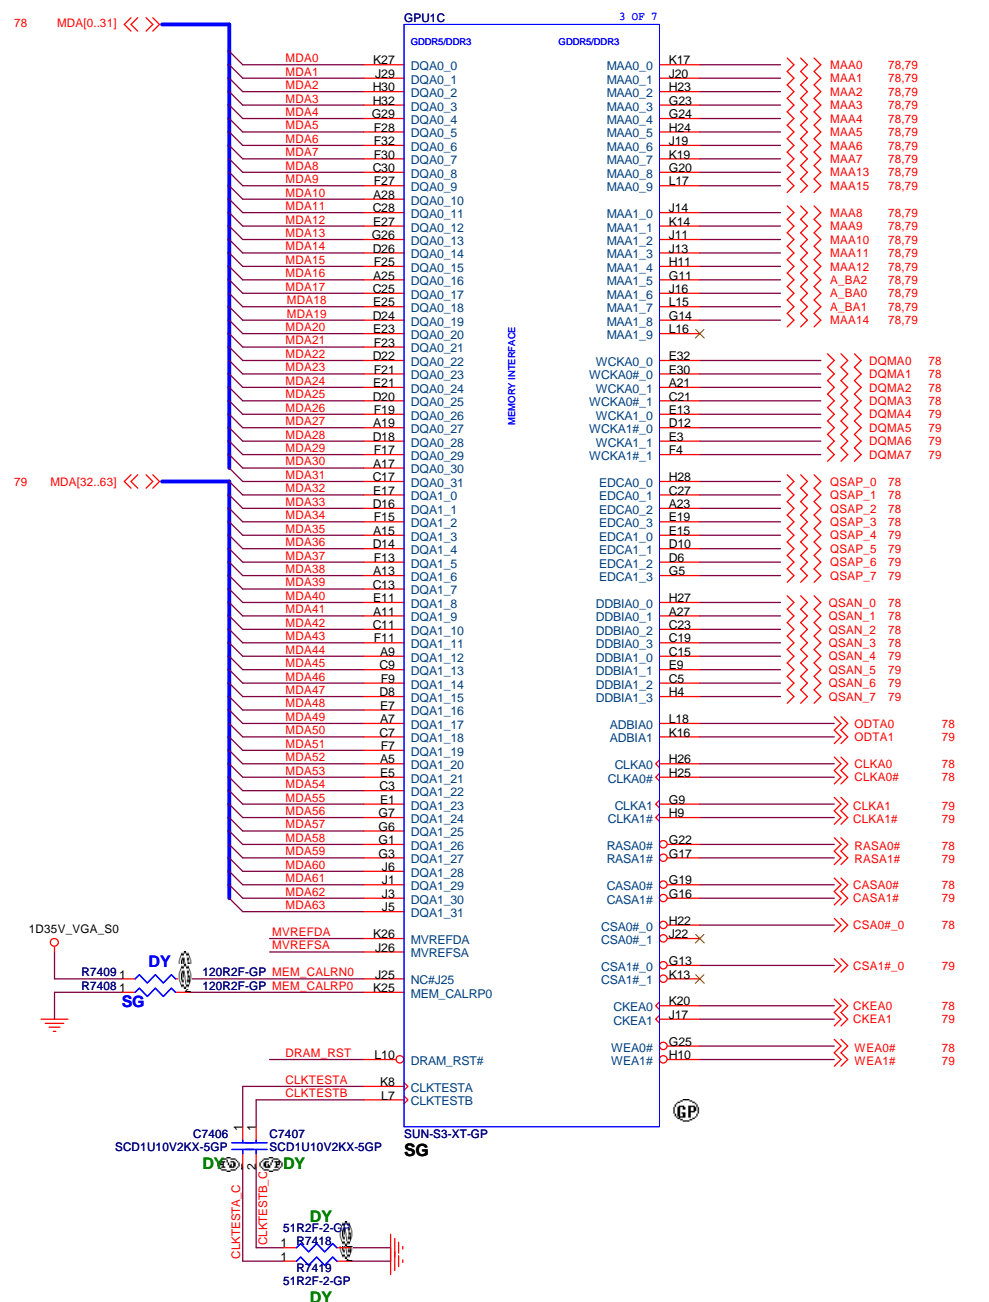 GPU1C 3 OF 7
78 MDA[0..31]
GDDR5/DDR3 GDDR5/DDR3
MDA0 K27 DQA0_0 MAA0_0 K17 MAA0 78,79
MDA1 J29 DQA0_1 MAA0_1 J20 MAA1 78,79
MDA2 H30 DQA0_2 MAA0_2 H23 MAA2 78,79
MDA3 H32 DQA0_3 MAA0_3 G23 MAA3 78,79
MDA4 G29 DQA0_4 MAA0_4 G24 MAA4 78,79
MDA5 F28 DQA0_5 MAA0_5 H24 MAA5 78,79
MDA6 F32 DQA0_6 MAA0_6 J19 MAA6 78,79
MDA7 F30 DQA0_7 MAA0_7 K19 MAA7 78,79
MDA8 C30 DQA0_8 MAA0_8 G20 MAA13 78,79
MDA9 F27 DQA0_9 MAA0_9 L17 MAA15 78,79
MDA10 A28 DQA0_10
MDA11 C28 DQA0_11 MAA1_0 J14 MAA8 78,79
MDA12 E27 DQA0_12 MAA1_1 K14 MAA9 78,79
MDA13 G26 DQA0_13 MAA1_2 J11 MAA10 78,79
MDA14 D26 DQA0_14 MAA1_3 J13 MAA11 78,79
MDA15 F25 DQA0_15 MAA1_4 H11 MAA12 78,79
MDA16 A25 DQA0_16 MAA1_5 G11 A_BA2 78,79
MDA17 C25 DQA0_17 MAA1_6 J16 A_BA0 78,79
MDA18 E25 DQA0_18 MAA1_7 L15 A_BA1 78,79
MDA19 D24 DQA0_19 MAA1_8 G14 MAA14 78,79
MDA20 E23 DQA0_20 MAA1_9 L16
MDA21 F23 DQA0_21
MDA22 D22 DQA0_22 WCKA0_0 E32 DQMA0 78
MDA23 F21 DQA0_23 WCKA0#_0 E30 DQMA1 78
MDA24 E21 DQA0_24 WCKA0_1 A21 DQMA2 78
MDA25 D20 DQA0_25 WCKA0#_1 C21 DQMA3 78
MDA26 F19 DQA0_26 WCKA1_0 E13 DQMA4 79
MDA27 A19 DQA0_27 WCKA1#_0 D12 DQMA5 79
MDA28 D18 DQA0_28 WCKA1_1 E3 DQMA6 79
MDA29 F17 DQA0_29 WCKA1#_1 F4 DQMA7 79
MDA30 A17 DQA0_30
MEMORY INTERFACE
79 MDA[32..63]
MDA31 C17 DQA0_31 EDCA0_0 H28 QSAP_0 78
MDA32 E17 DQA1_0 EDCA0_1 C27 QSAP_1 78
MDA33 D16 DQA1_1 EDCA0_2 A23 QSAP_2 78
MDA34 F15 DQA1_2 EDCA0_3 E19 QSAP_3 78
MDA35 A15 DQA1_3 EDCA1_0 E15 QSAP_4 79
MDA36 D14 DQA1_4 EDCA1_1 D10 QSAP_5 79
MDA37 F13 DQA1_5 EDCA1_2 D6 QSAP_6 79
MDA38 A13 DQA1_6 EDCA1_3 G5 QSAP_7 79
MDA39 C13 DQA1_7
MDA40 E11 DQA1_8 DDBIA0_0 H27 QSAN_0 78
MDA41 A11 DQA1_9 DDBIA0_1 A27 QSAN_1 78
MDA42 C11 DQA1_10 DDBIA0_2 C23 QSAN_2 78
MDA43 F11 DQA1_11 DDBIA0_3 C19 QSAN_3 78
MDA44 A9 DQA1_12 DDBIA1_0 C15 QSAN_4 79
MDA45 C9 DQA1_13 DDBIA1_1 E9 QSAN_5 79
MDA46 F9 DQA1_14 DDBIA1_2 C5 QSAN_6 79
MDA47 D8 DQA1_15 DDBIA1_3 H4 QSAN_7 79
MDA48 E7 DQA1_16
MDA49 A7 DQA1_17 ADBIA0 L18 ODTA0 78
MDA50 C7 DQA1_18 ADBIA1 K16 ODTA1 79
MDA51 F7 DQA1_19
MDA52 A5 DQA1_20 CLKA0 H26 CLKA0 78
MDA53 E5 DQA1_21 CLKA0# H25 CLKA0# 78
MDA54 C3 DQA1_22
MDA55 E1 DQA1_23 CLKA1 G9 CLKA1 79
MDA56 G7 DQA1_24 CLKA1# H9 CLKA1# 79
MDA57 G6 DQA1_25
MDA58 G1 DQA1_26 RASA0# G22 RASA0# 78
MDA59 G3 DQA1_27 RASA1# G17 RASA1# 79
MDA60 J6 DQA1_28
MDA61 J1 DQA1_29 CASA0# G19 CASA0# 78
MDA62 J3 DQA1_30 CASA1# G16 CASA1# 79
MDA63 J5 DQA1_31
CSA0#_0 H22 CSA0#_0 78
MVREFDA K26 MVREFDA CSA0#_1 J22
MVREFSA J26 MVREFSA
1D35V_VGA_S0
CSA1#_0 G13 CSA1#_0 79
DY
R7409 1 120R2F-GP MEM_CALRN0 J25 NC#J25 CSA1#_1 K13
R7408 1 120R2F-GP MEM_CALRP0 K25 MEM_CALRP0
SG
CKEA0 K20 CKEA0 78
CKEA1 J17 CKEA1 79
WEA0# G25 WEA0# 78
DRAM_RST L10 DRAM_RST# WEA1# H10 WEA1# 79
CLKTESTA K8 CLKTESTA
CLKTESTB L7 CLKTESTB
GP
1 1
C7406 C7407
SUN-S3-XT-GP
SCD1U10V2KX-5GP SCD1U10V2KX-5GP
SG
DY DY
2
CLKTESTA_C CLKTESTB_C
DY
51R2F-2-GP
1 R7418
1
R7419
51R2F-2-GP
DY